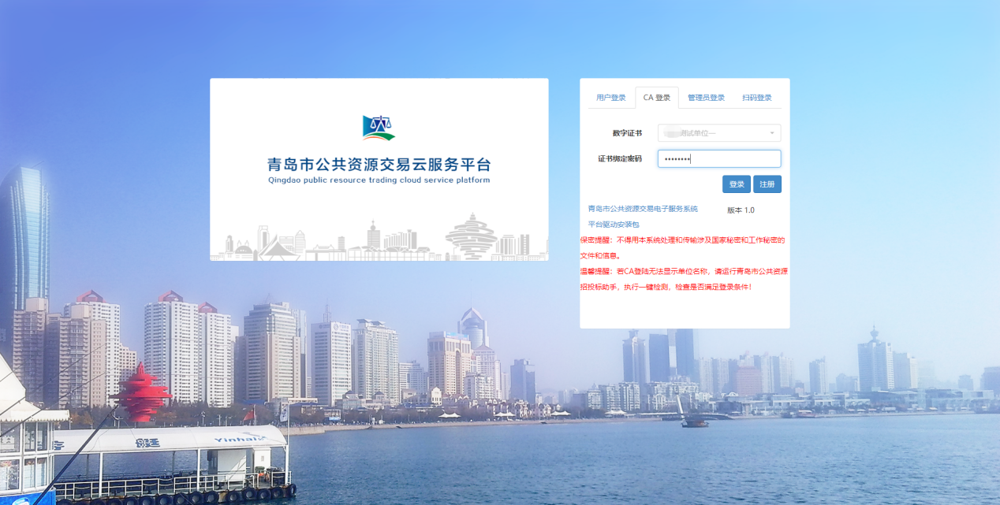 青岛市公共资源交易云服务平台
Qingdao public resource trading cloud service platform
用户登录 CA 登录 管理员登录 扫码登录
数字证书 测试单位一
证书绑定密码 ••••••••
登录 注册
青岛市公共资源交易电子服务系统 版本 1.0
平台驱动安装包
保密提醒：不得用本系统处理和传输涉及国家秘密和工作秘密的
文件和信息。
温馨提醒：若CA登陆无法显示单位名称，请运行青岛市公共资源
招投标助手，执行一键检测，检查是否满足登录条件！
Yinhai